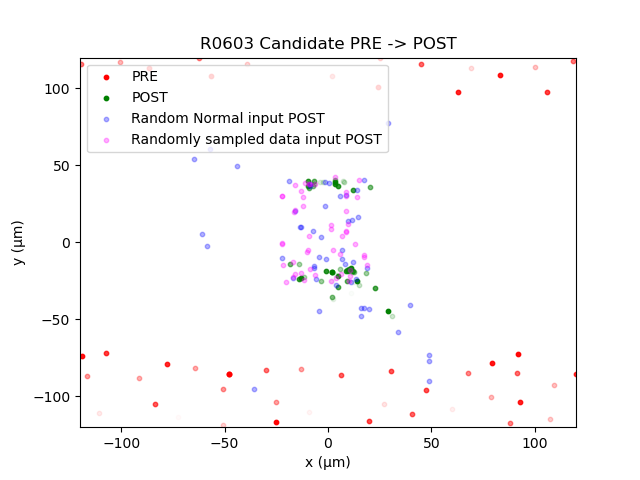 R0603 Candidate PRE -> POST
PRE
POST
Random Normal input POST
Randomly sampled data input POST
y (µm)
100
50
0
−50
−100
−100
−50
0
50
100
x (µm)